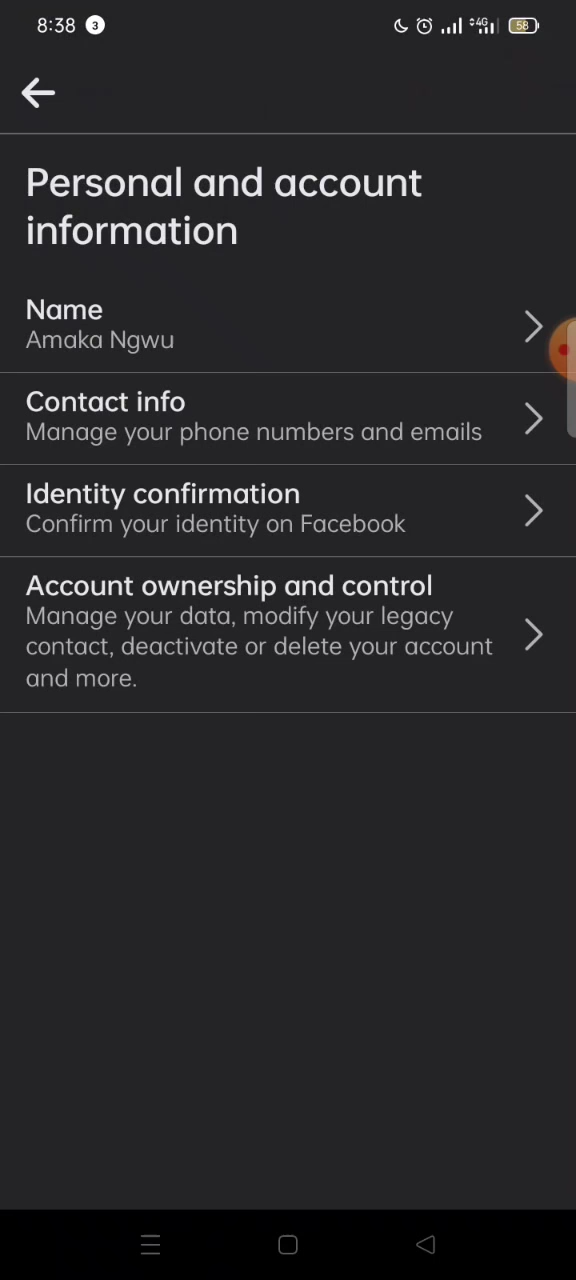 8:38 3 4G 58
Personal and account
information
Name
Amaka Ngwu
Contact info
Manage your phone numbers and emails
Identity confirmation
Confirm your identity on Facebook
Account ownership and control
Manage your data, modify your legacy
contact, deactivate or delete your account
and more.